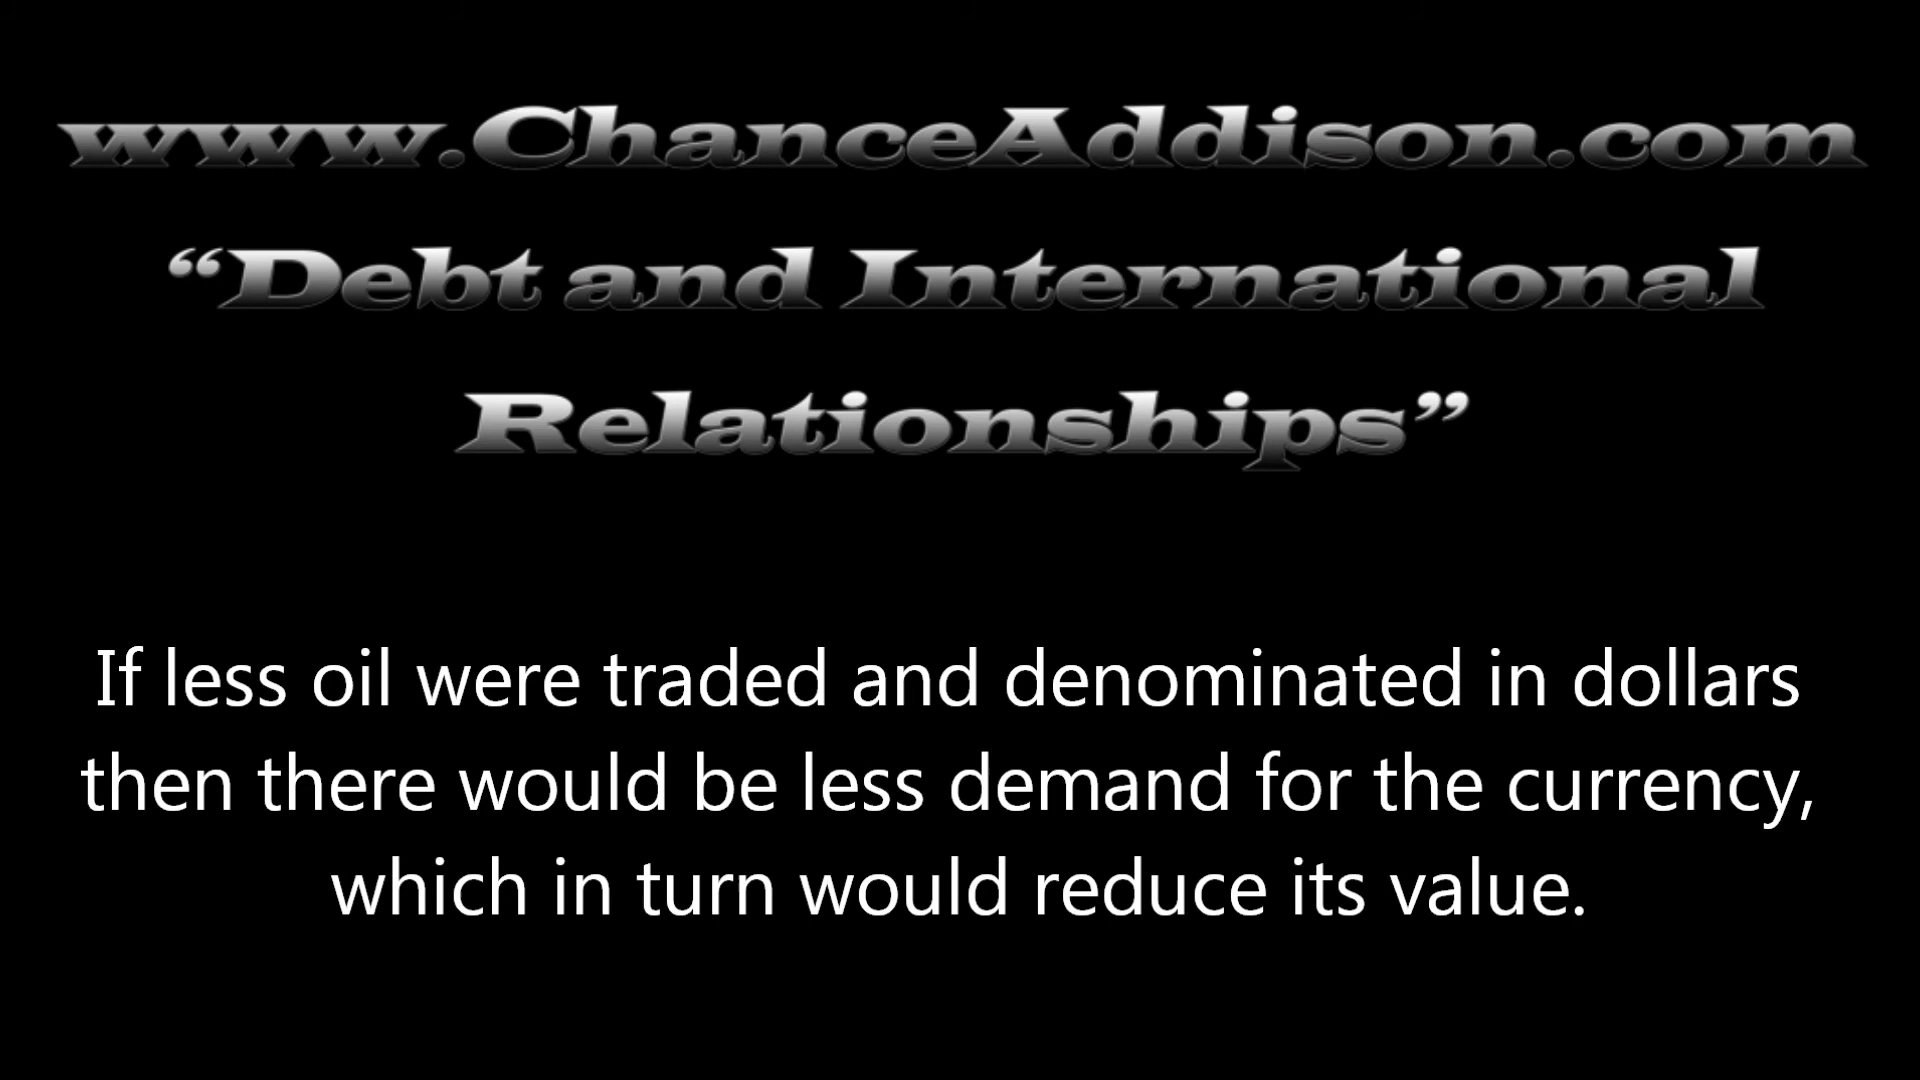 www.ChanceAddison.com
“Debt and International
Relationships”
If less oil were traded and denominated in dollars
then there would be less demand for the currency,
which in turn would reduce its value.